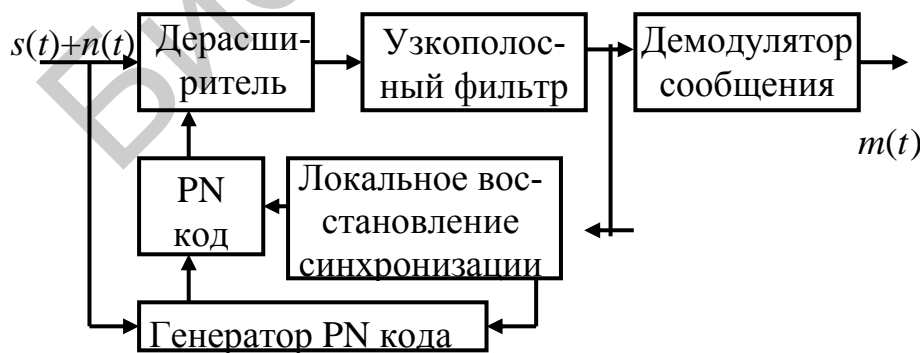 s(t)+n(t)
Дерасши-
ритель
Узкополос-
ный фильтр
Демодулятор
сообщения
m(t)
PN
код
Локальное вос-
становление
синхронизации
Генератор PN кода